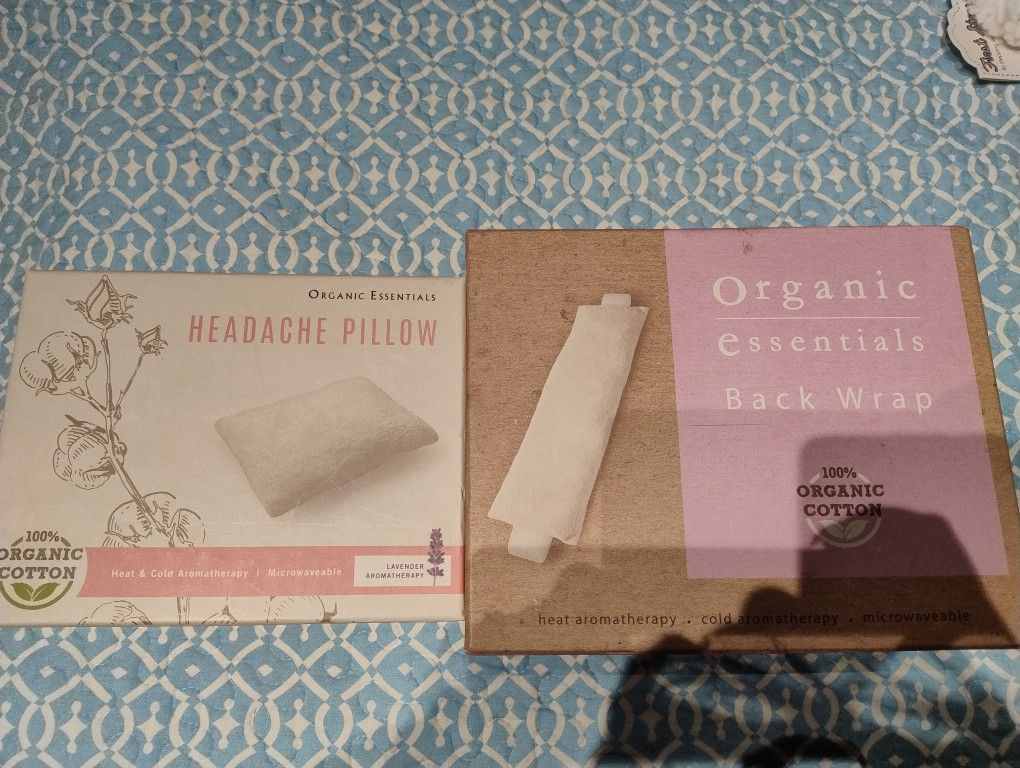 ORGANIC ESSENTIALS
HEADACHE PILLOW
100%
ORGANIC
COTTON
Heat & Cold Aromatherapy | Microwaveable
LAVENDER
AROMATHERAPY
Organic
essentials
Back Wrap
100%
ORGANIC
COTTON
heat aromatherapy . cold aromatherapy . microwaveable